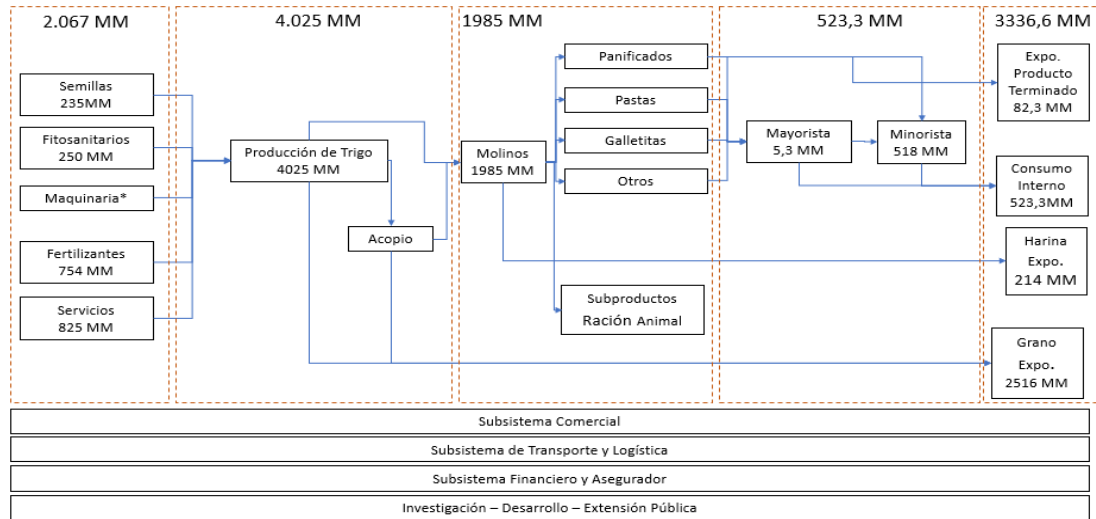 2.067 MM
4.025 MM
1985 MM
523,3 MM
3336,6 MM
Semillas
235MM
Fitosanitarios
250 MM
Maquinaria*
Fertilizantes
754 MM
Servicios
825 MM
Producción de Trigo
4025 MM
Acopio
Molinos
1985 MM
Panificados
Pastas
Galletitas
Otros
Subproductos
Ración Animal
Mayorista
5,3 MM
Minorista
518 MM
Expo.
Producto
Terminado
82,3 MM
Consumo
Interno
523,3MM
Harina
Expo.
214 MM
Grano
Expo.
2516 MM
Subsistema Comercial
Subsistema de Transporte y Logística
Subsistema Financiero y Asegurador
Investigación – Desarrollo – Extensión Pública